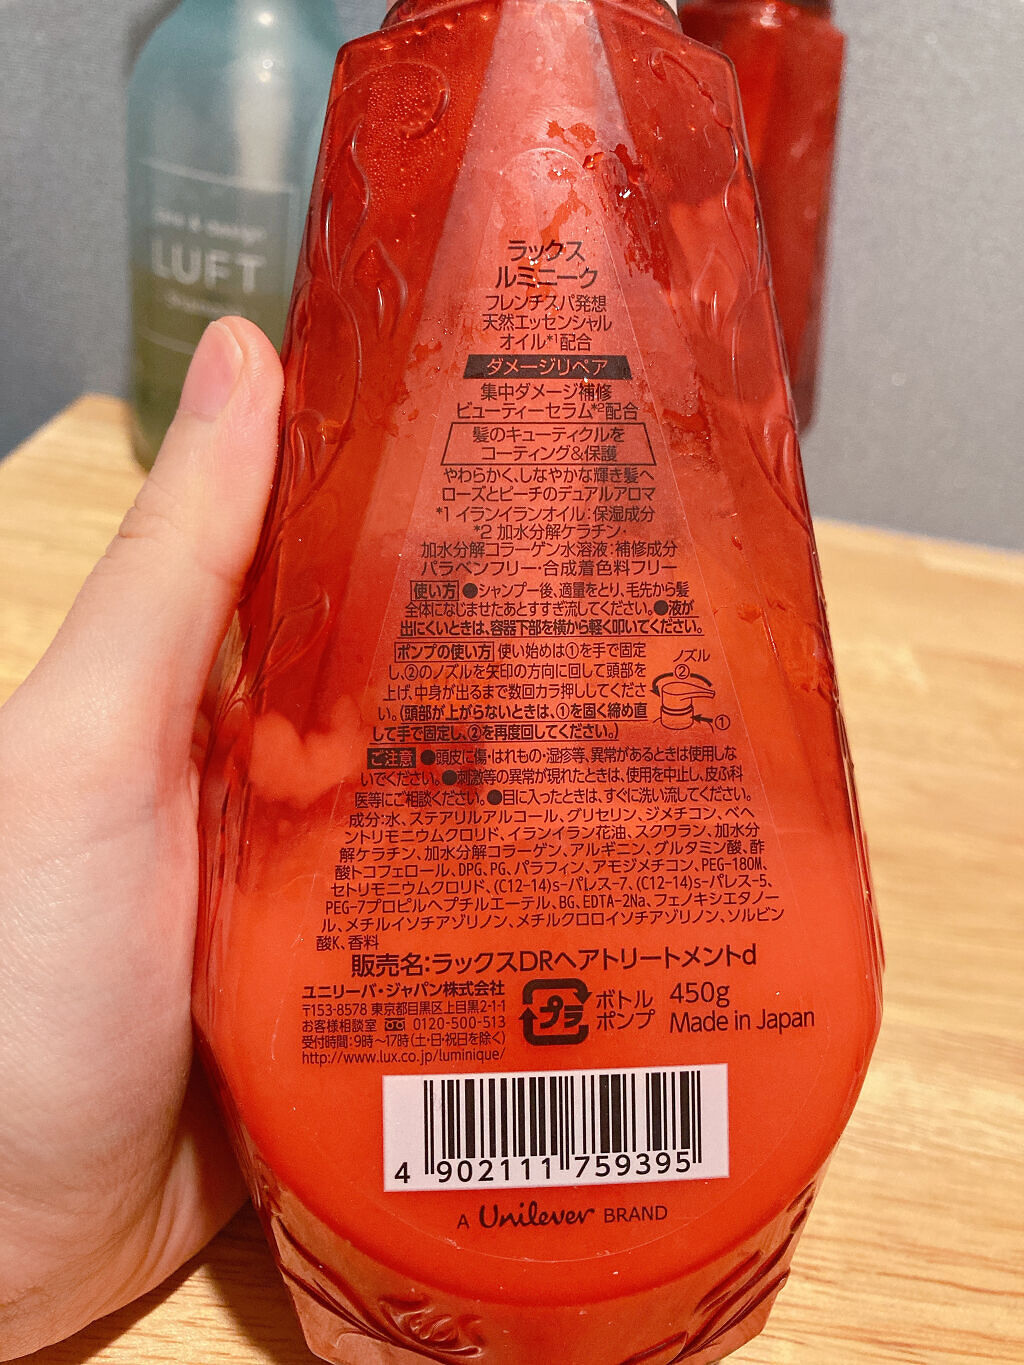 LUFT
ラックス
ルミニーク
フレンチスパ発想
天然エッセンシャル
オイル*¹配合
ダメージリペア
集中ダメージ補修
ビューティーセラム*²配合
髪のキューティクルを
コーティング&保護
やわらかく、しなやかな輝き髪へ
ローズとピーチのデュアルアロマ
*1 イランイランオイル:保湿成分
*2 加水分解ケラチン・
加水分解コラーゲン水溶液:補修成分
パラベンフリー・合成着色料フリー
使い方 ●シャンプー後、適量をとり、毛先から髪
全体になじませたあとすすぎ流してください。●液が
出にくいときは、容器下部を横から軽く叩いてください。
ポンプの使い方 使い始めは①を手で固定
し、②のノズルを矢印の方向に回して頭部を
上げ、中身が出るまで数回カラ押ししてくださ
い。(頭部が上がらないときは、①を固く締め直
して手で固定し、②を再度回してください。)
ノズル
②
①
ご注意 ●頭皮に傷・はれもの・湿疹等、異常があるときは使用しな
いでください。●刺激等の異常が現れたときは、使用を中止し、皮ふ科
医等にご相談ください。●目に入ったときは、すぐに洗い流してください。
成分:水、ステアリルアルコール、グリセリン、ジメチコン、ベヘ
ントリモニウムクロリド、イランイラン花油、スクワラン、加水分
解ケラチン、加水分解コラーゲン、アルギニン、グルタミン酸、酢
酸トコフェロール、DPG、PG、パラフィン、アモジメチコン、PEG-180M、
セトリモニウムクロリド、(C12-14)s-パレス-7、(C12-14)s-パレス-5、
PEG-7プロピルヘプチルエーテル、BG、EDTA-2Na、フェノキシエタノー
ル、メチルイソチアゾリノン、メチルクロロイソチアゾリノン、ソルビン
酸K、香料
販売名:ラックスDRヘアトリートメントd
ユニリーバ・ジャパン株式会社
〒153-8578 東京都目黒区上目黒2-1-1
お客様相談室 0120-500-513
受付時間:9時~17時(土・日・祝日を除く)
http://www.lux.co.jp/luminique/
プラ
ボトル
ポンプ
450g
Made in Japan
4 902111 759395
A Unilever BRAND